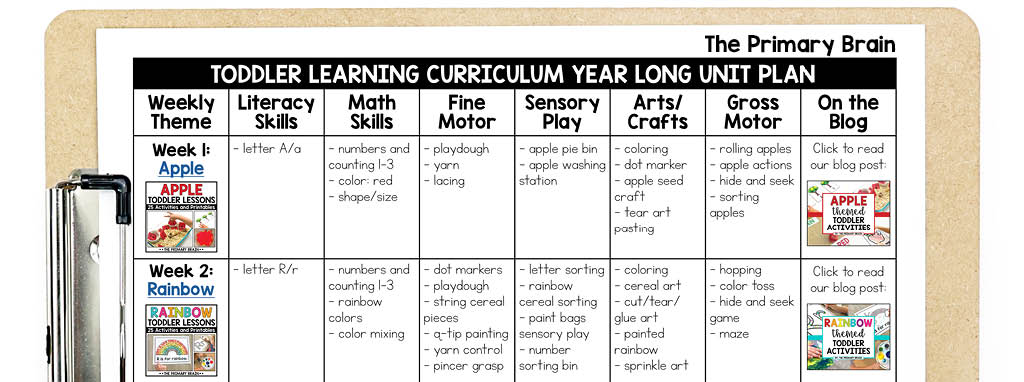 The Primary Brain
TODDLER LEARNING CURRICULUM YEAR LONG UNIT PLAN
Weekly
Theme
Literacy
Skills
Math
Skills
Fine
Motor
Sensory
Play
Arts/
Crafts
Gross
Motor
On the
Blog
Week 1:
Apple
APPLE
TODDLER LESSONS
25 Activities and Printables
THE PRIMARY BRAIN
- letter A/a
- numbers and
counting 1-3
- color: red
- shape/size
- playdough
- yarn
- lacing
- apple pie bin
- apple washing
station
- coloring
- dot marker
- apple seed
craft
- tear art
pasting
- rolling apples
- apple actions
- hide and seek
- sorting
apples
Click to read
our blog post:
APPLE
themed
TODDLER
ACTIVITIES
RED
Week 2:
Rainbow
RAINBOW
TODDLER LESSONS
25 Activities and Printables
R is for rainbow
THE PRIMARY BRAIN
- letter R/r
- numbers and
counting 1-3
- rainbow
colors
- color mixing
- dot markers
- playdough
- string cereal
pieces
- q-tip painting
- yarn control
- pincer grasp
- letter sorting
- rainbow
cereal sorting
- paint bags
sensory play
- number
sorting bin
- coloring
- cereal art
- cut/tear/
glue art
- painted
rainbow
- sprinkle art
- hopping
- color toss
- hide and seek
game
- maze
Click to read
our blog post:
RAINBOW
themed
TODDLER
ACTIVITIES